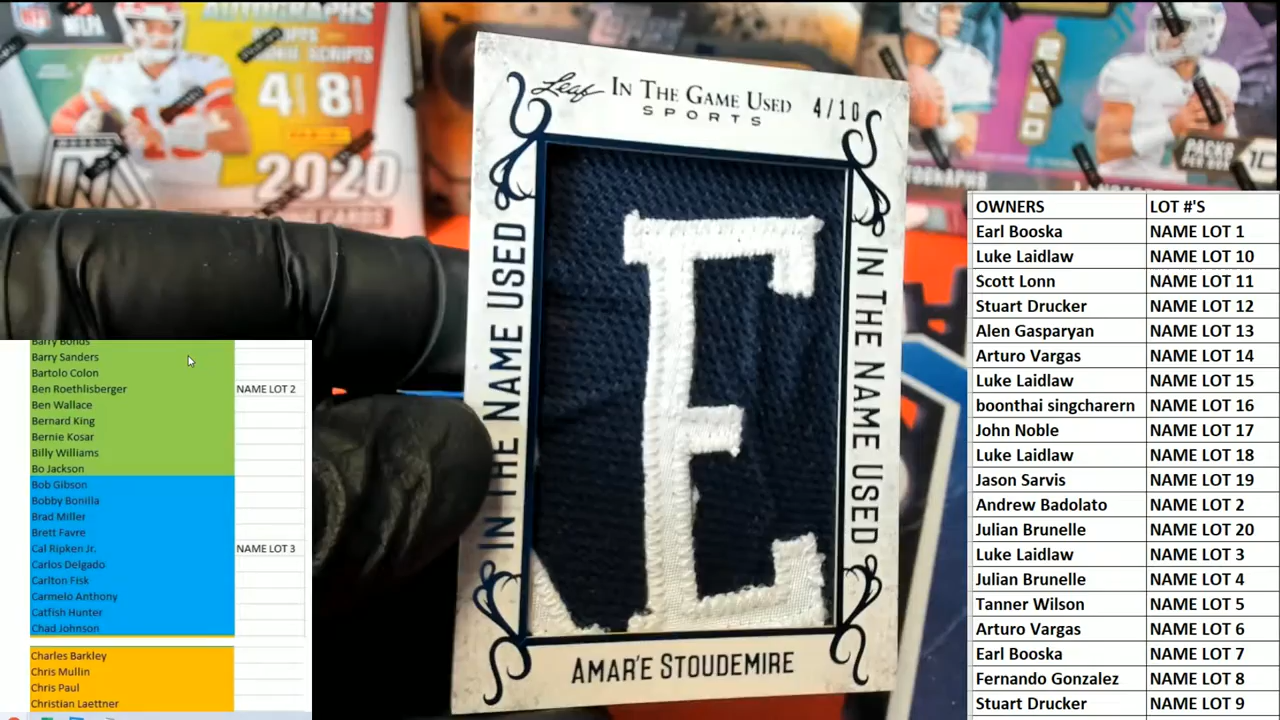 AUTOGRAPHS
4 8
2020
Leaf IN THE GAME USED 4/10
SPORTS
IN THE NAME USED
IN THE NAME USED
E
AMAR'E STOUDEMIRE
PACKS
PER BOX 10
OWNERS LOT #'S
Earl Booska NAME LOT 1
Luke Laidlaw NAME LOT 10
Scott Lonn NAME LOT 11
Stuart Drucker NAME LOT 12
Alen Gasparyan NAME LOT 13
Arturo Vargas NAME LOT 14
Luke Laidlaw NAME LOT 15
boonthai singcharern NAME LOT 16
John Noble NAME LOT 17
Luke Laidlaw NAME LOT 18
Jason Sarvis NAME LOT 19
Andrew Badolato NAME LOT 2
Julian Brunelle NAME LOT 20
Luke Laidlaw NAME LOT 3
Julian Brunelle NAME LOT 4
Tanner Wilson NAME LOT 5
Arturo Vargas NAME LOT 6
Earl Booska NAME LOT 7
Fernando Gonzalez NAME LOT 8
Stuart Drucker NAME LOT 9
Barry Bonds
Barry Sanders
Bartolo Colon
Ben Roethlisberger NAME LOT 2
Ben Wallace
Bernard King
Bernie Kosar
Billy Williams
Bo Jackson
Bob Gibson
Bobby Bonilla
Brad Miller
Brett Favre
Cal Ripken Jr. NAME LOT 3
Carlos Delgado
Carlton Fisk
Carmelo Anthony
Catfish Hunter
Chad Johnson
Charles Barkley
Chris Mullin
Chris Paul
Christian Laettner